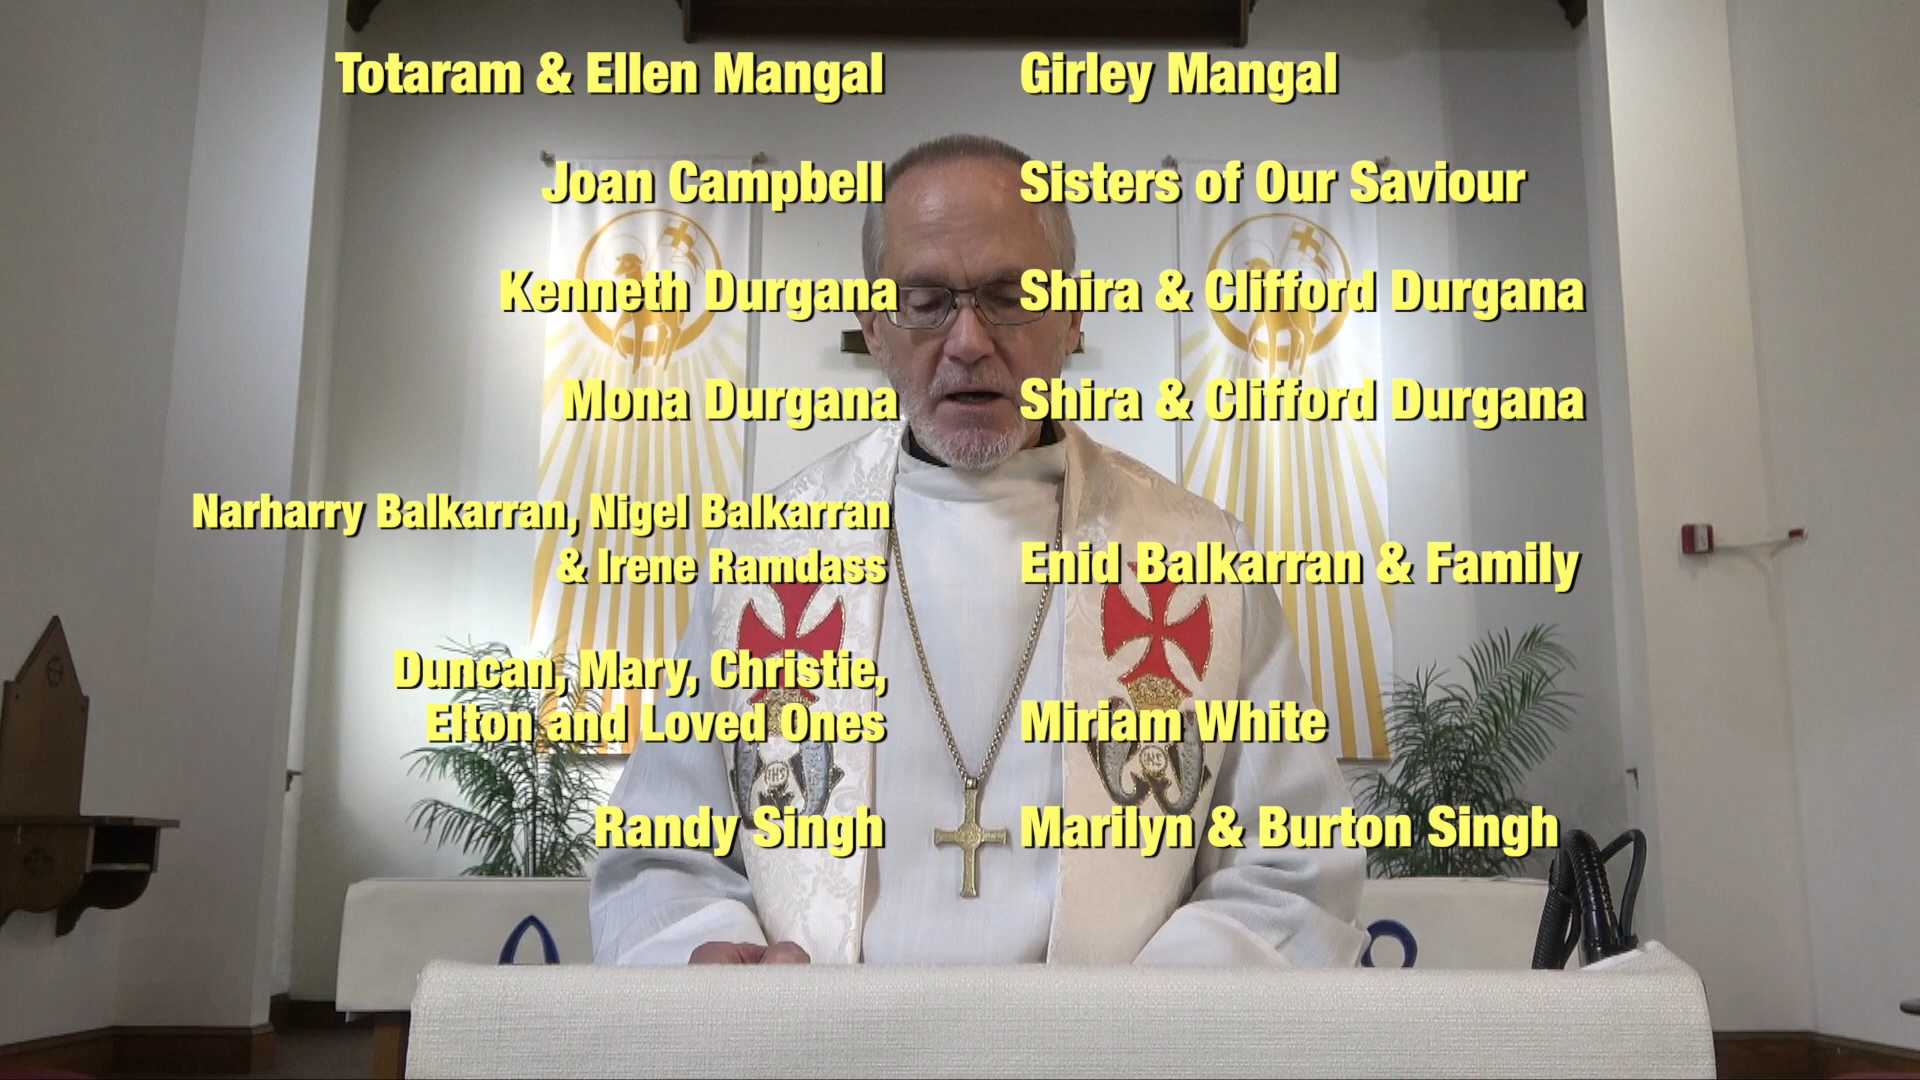 Totaram & Ellen Mangal
Girley Mangal
Joan Campbell
Sisters of Our Saviour
Kenneth Durgana
Shira & Clifford Durgana
Mona Durgana
Shira & Clifford Durgana
Narharry Balkarran, Nigel Balkarran
& Irene Ramdass
Enid Balkarran & Family
Duncan, Mary, Christie,
Elton and Loved Ones
Miriam White
Randy Singh
Marilyn & Burton Singh
IHS
IHS